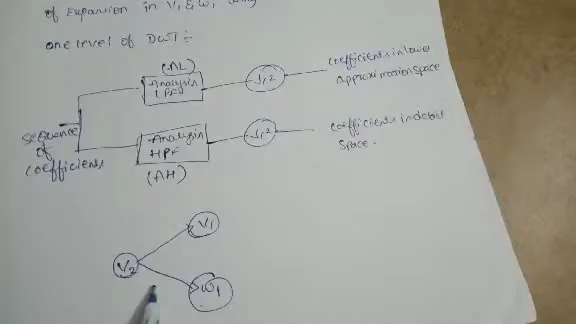 of Expansion in V₁ & W₁
one level of DWT :-
(AL)
Analysis
LPF
↓2
coefficients in lower
approximation space
sequence
of
coefficients
Analysis
HPF
(AH)
↓2
coefficients in detail
space.
V₂
V₁
W₁